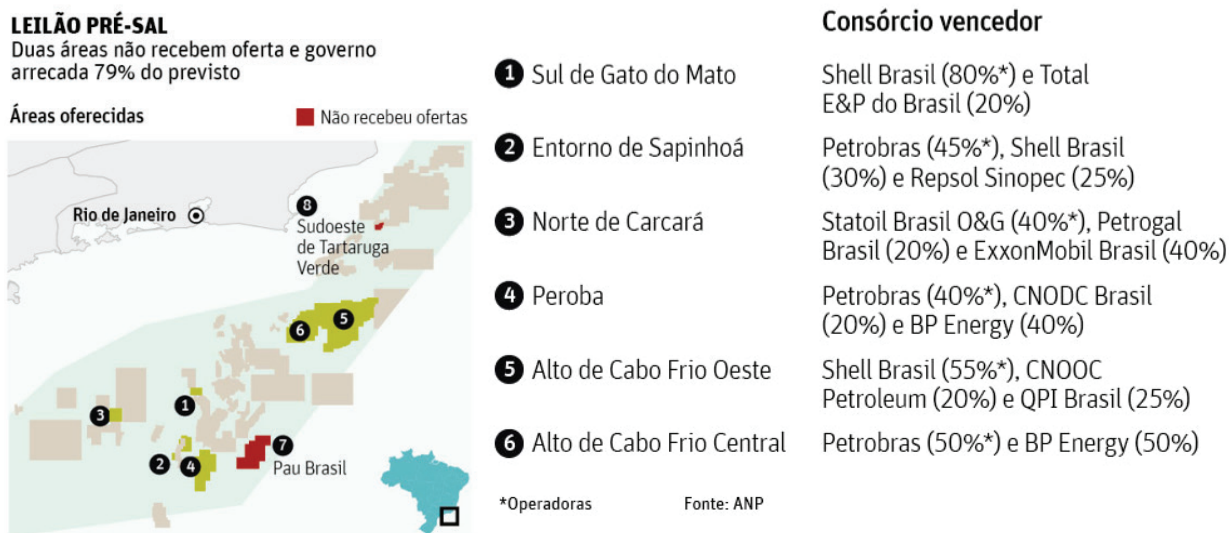 LEILÃO PRÉ-SAL
Duas áreas não recebem oferta e governo
arrecada 79% do previsto
Áreas oferecidas
Não recebeu ofertas
Rio de Janeiro
8
Sudoeste
de Tartaruga
Verde
5
6
1
3
2
4
7
Pau Brasil
Consórcio vencedor
1 Sul de Gato do Mato
Shell Brasil (80%*) e Total
E&P do Brasil (20%)
2 Entorno de Sapinhoá
Petrobras (45%*), Shell Brasil
(30%) e Repsol Sinopec (25%)
3 Norte de Carcará
Statoil Brasil O&G (40%*), Petrogal
Brasil (20%) e ExxonMobil Brasil (40%)
4 Peroba
Petrobras (40%*), CNODC Brasil
(20%) e BP Energy (40%)
5 Alto de Cabo Frio Oeste
Shell Brasil (55%*), CNOOC
Petroleum (20%) e QPI Brasil (25%)
6 Alto de Cabo Frio Central
Petrobras (50%*) e BP Energy (50%)
*Operadoras
Fonte: ANP